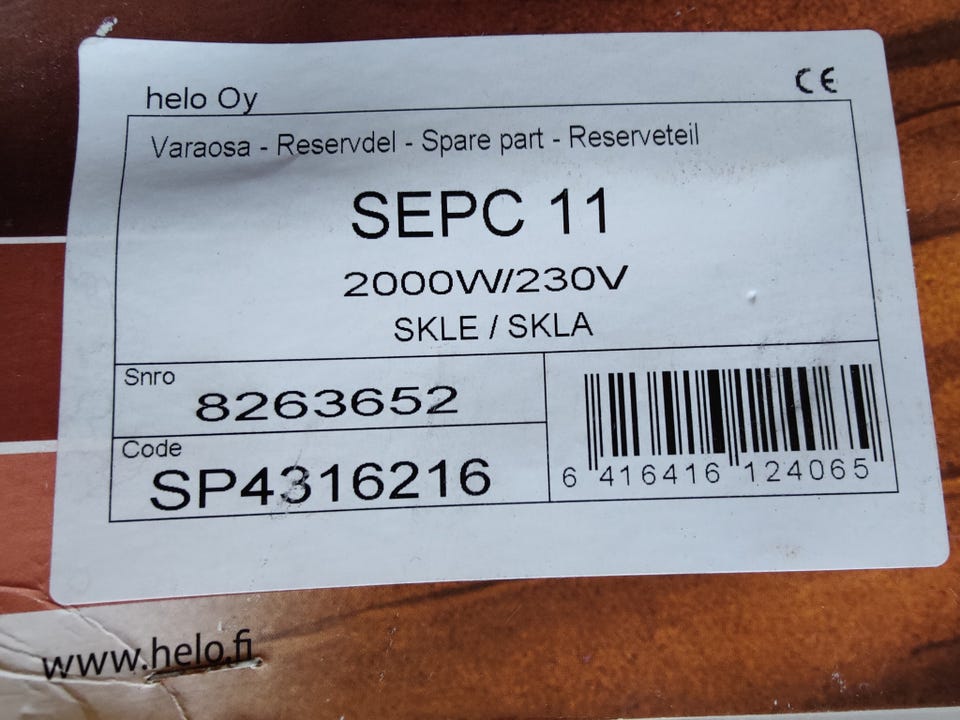 helo Oy
CE
Varaosa - Reservdel - Spare part - Reserveteil
SEPC 11
2000W/230V
SKLE / SKLA
Snro
8263652
Code
SP4316216
6 416416 124065
www.helo.fi